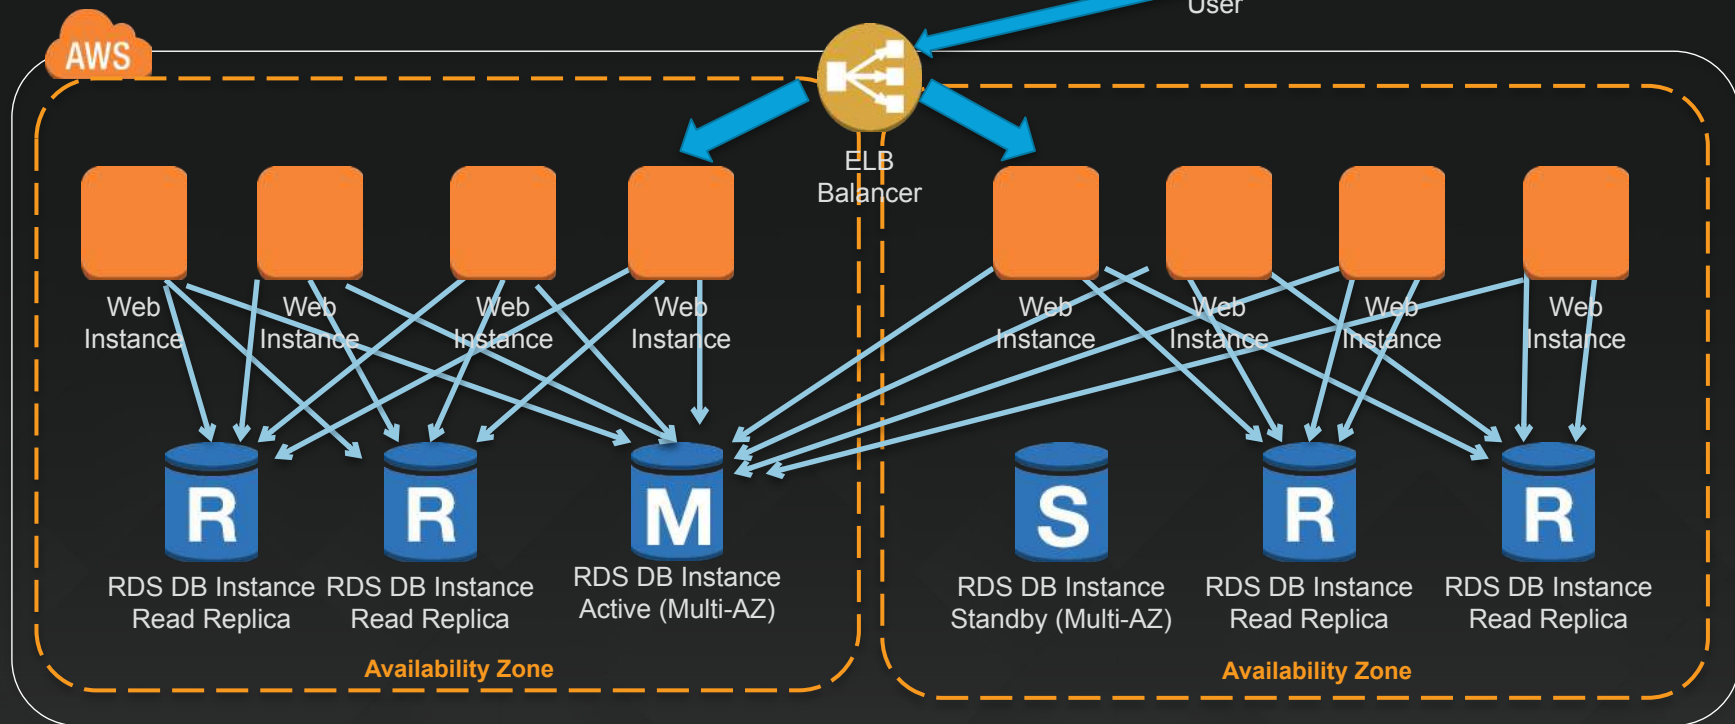 User
AWS
ELB
Balancer
Web
Instance
Web
Instance
Web
Instance
Web
Instance
Web
Instance
Web
Instance
Web
Instance
Web
Instance
R
R
M
S
R
R
RDS DB Instance
Read Replica
RDS DB Instance
Read Replica
RDS DB Instance
Active (Multi-AZ)
RDS DB Instance
Standby (Multi-AZ)
RDS DB Instance
Read Replica
RDS DB Instance
Read Replica
Availability Zone
Availability Zone